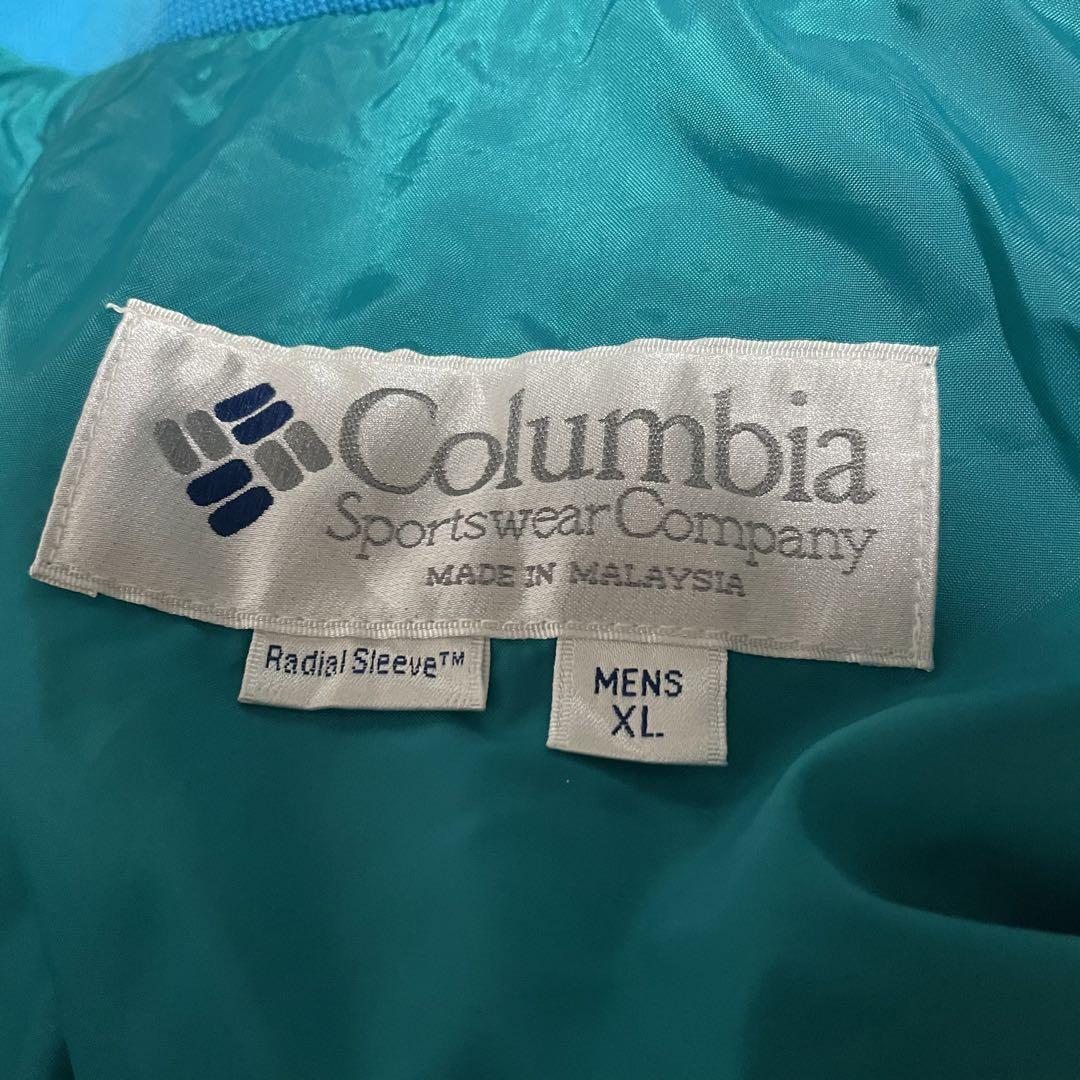 Columbia
Sportswear Company
MADE IN MALAYSIA
Radial Sleeve™
MENS
XL